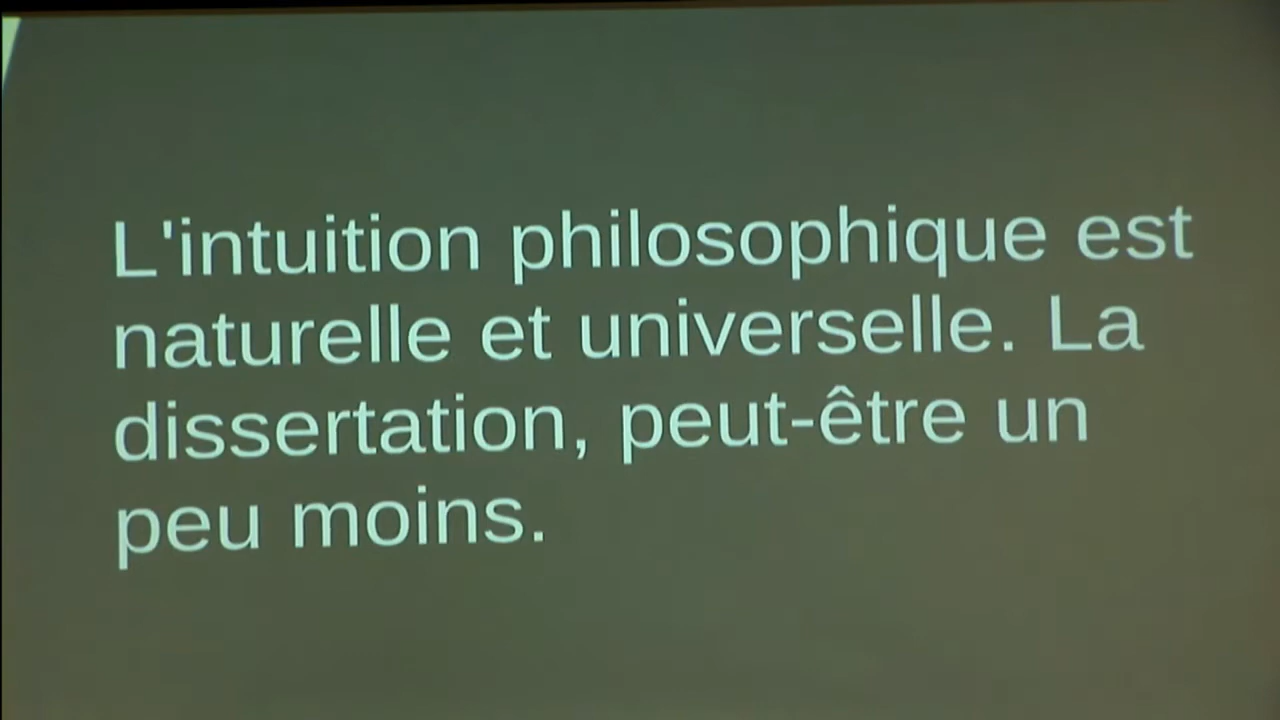 L'intuition philosophique est
naturelle et universelle. La
dissertation, peut-être un
peu moins.